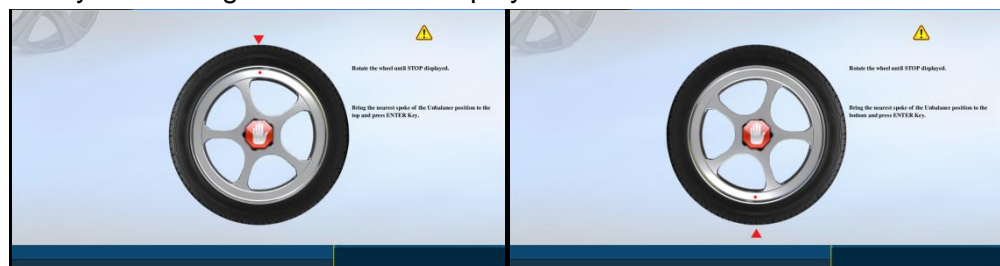 Rotate the wheel until STOP displayed.
Bring the nearest spoke of the Unbalance position to the
top and press ENTER Key.
Rotate the wheel until STOP displayed.
Bring the nearest spoke of the Unbalance position to the
bottom and press ENTER Key.